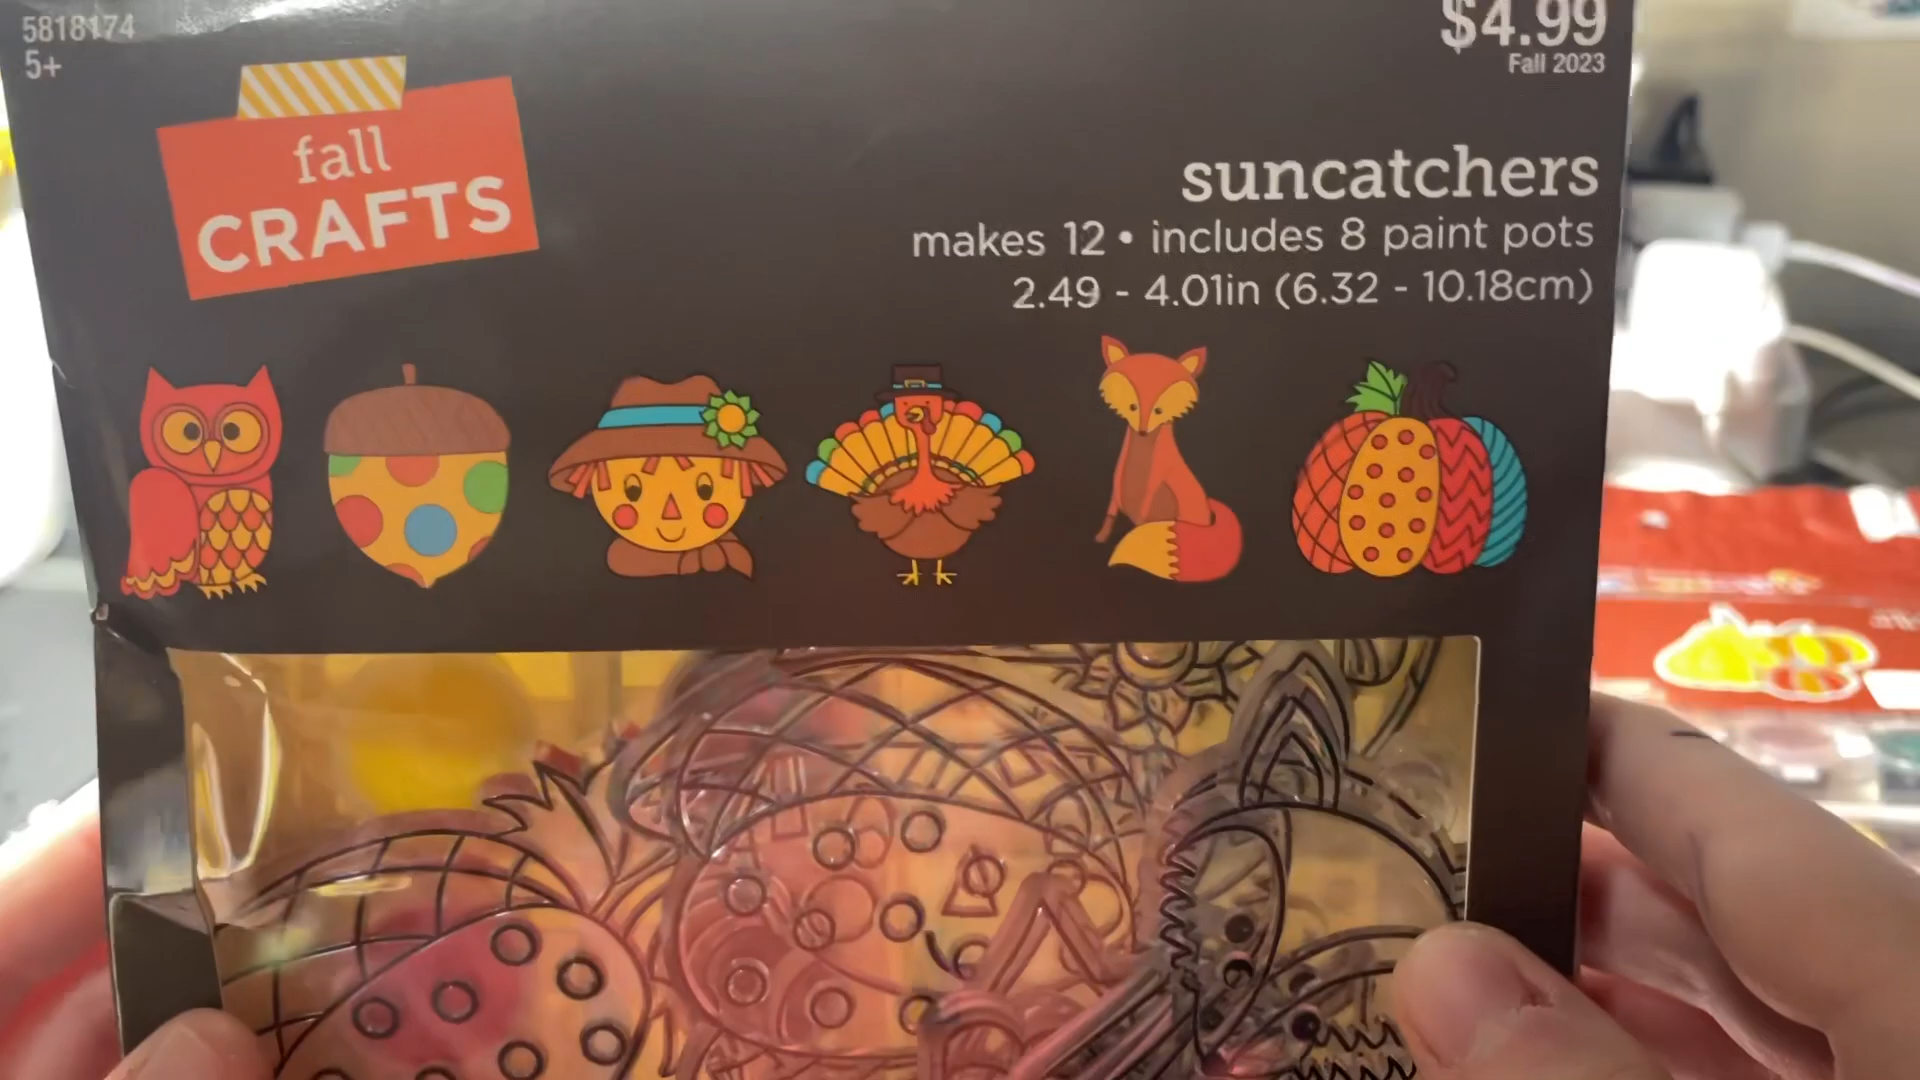 5818174
5+
$4.99
Fall 2023
fall
CRAFTS
suncatchers
makes 12 • includes 8 paint pots
2.49 - 4.01in (6.32 - 10.18cm)